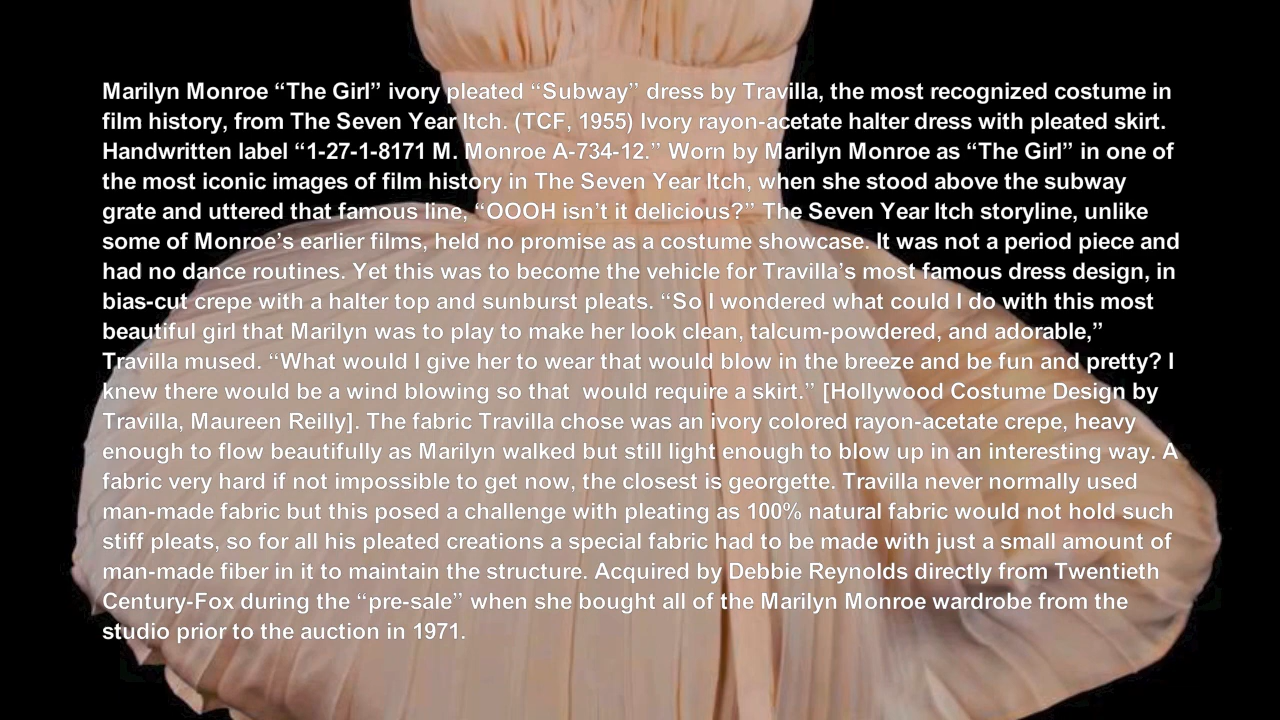 Marilyn Monroe “The Girl” ivory pleated “Subway” dress by Travilla, the most recognized costume in
film history, from The Seven Year Itch. (TCF, 1955) Ivory rayon-acetate halter dress with pleated skirt.
Handwritten label “1-27-1-8171 M. Monroe A-734-12.” Worn by Marilyn Monroe as “The Girl” in one of
the most iconic images of film history in The Seven Year Itch, when she stood above the subway
grate and uttered that famous line, “OOOH isn’t it delicious?” The Seven Year Itch storyline, unlike
some of Monroe’s earlier films, held no promise as a costume showcase. It was not a period piece and
had no dance routines. Yet this was to become the vehicle for Travilla’s most famous dress design, in
bias-cut crepe with a halter top and sunburst pleats. “So I wondered what could I do with this most
beautiful girl that Marilyn was to play to make her look clean, talcum-powdered, and adorable,”
Travilla mused. “What would I give her to wear that would blow in the breeze and be fun and pretty? I
knew there would be a wind blowing so that  would require a skirt.” [Hollywood Costume Design by
Travilla, Maureen Reilly]. The fabric Travilla chose was an ivory colored rayon-acetate crepe, heavy
enough to flow beautifully as Marilyn walked but still light enough to blow up in an interesting way. A
fabric very hard if not impossible to get now, the closest is georgette. Travilla never normally used
man-made fabric but this posed a challenge with pleating as 100% natural fabric would not hold such
stiff pleats, so for all his pleated creations a special fabric had to be made with just a small amount of
man-made fiber in it to maintain the structure. Acquired by Debbie Reynolds directly from Twentieth
Century-Fox during the “pre-sale” when she bought all of the Marilyn Monroe wardrobe from the
studio prior to the auction in 1971.